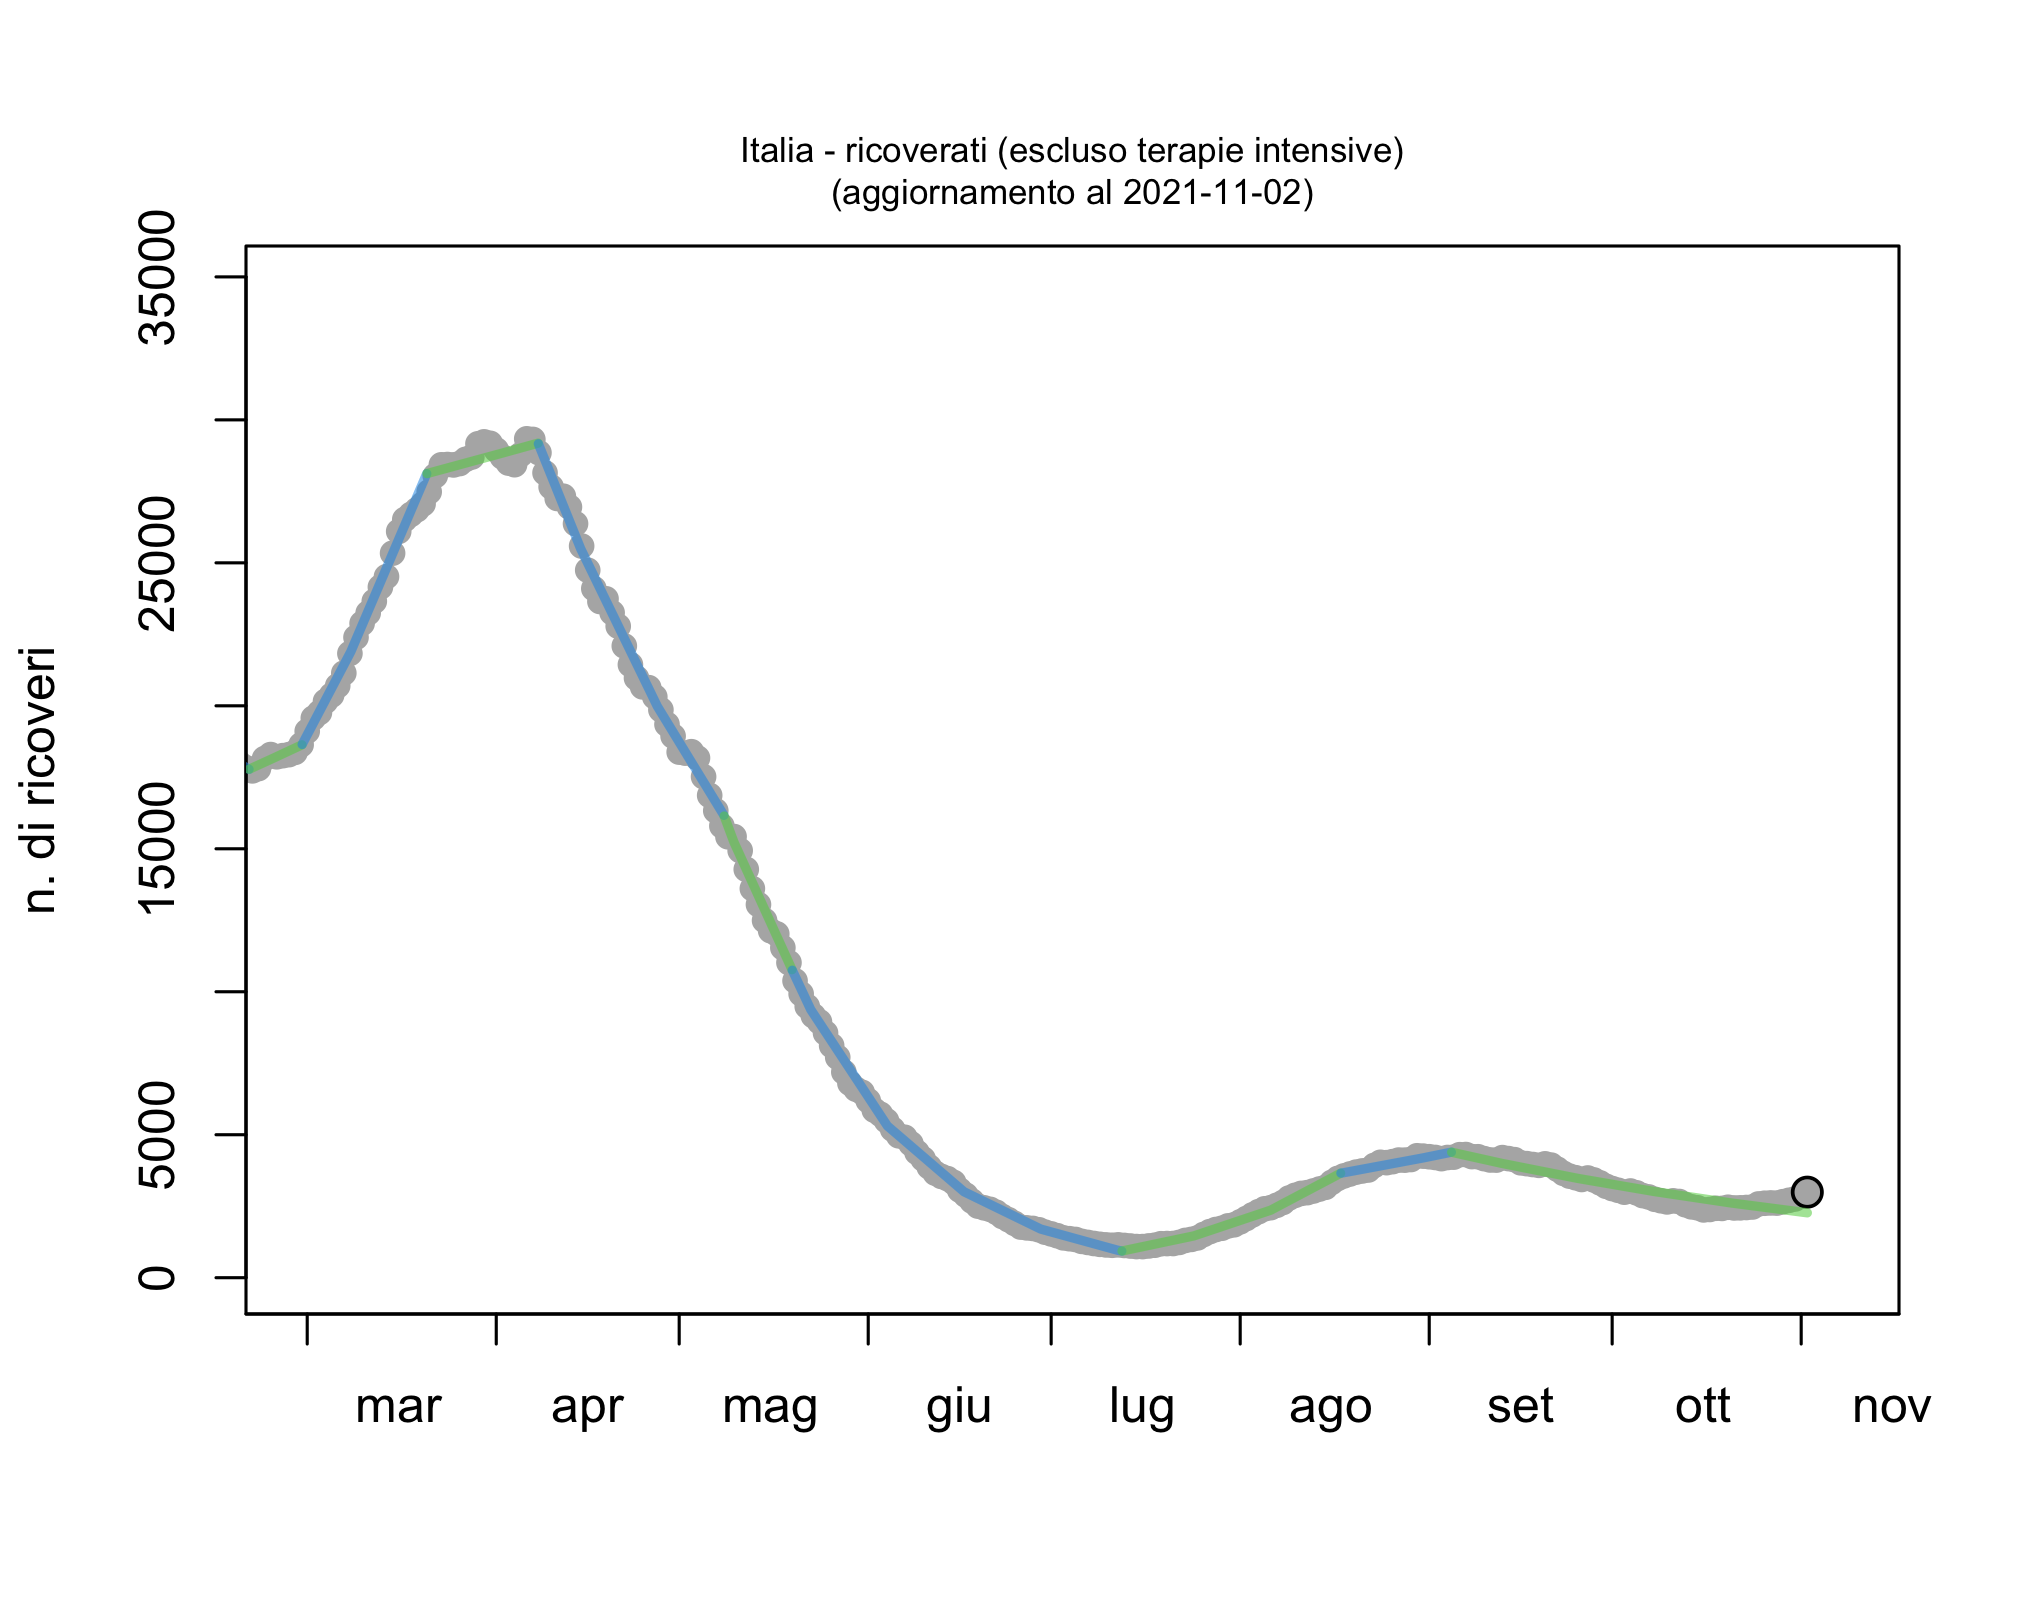 Italia - ricoverati (escluso terapie intensive)
(aggiornamento al 2021-11-02)
n. di ricoveri
35000
25000
15000
5000
0
mar apr mag giu lug ago set ott nov